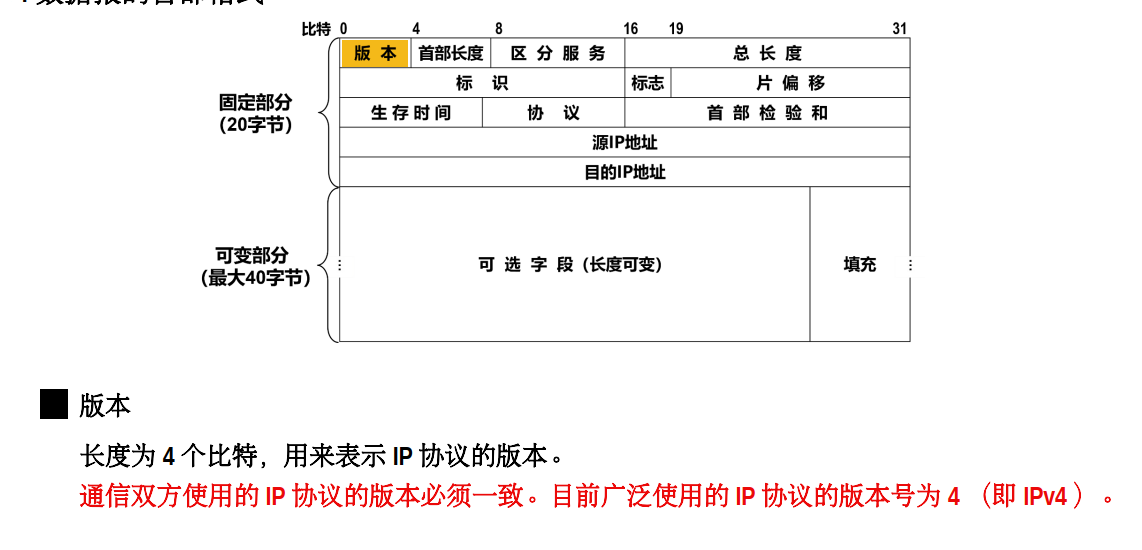 比特 0 4 8 16 19 31
版 本 首部长度 区 分 服 务 总 长 度
标 识 标志 片 偏 移
固定部分
(20字节)
生 存 时 间 协 议 首 部 检 验 和
源IP地址
目的IP地址
可变部分
(最大40字节)
可 选 字 段 (长度可变) 填充
版本
长度为 4 个比特，用来表示 IP 协议的版本。
通信双方使用的 IP 协议的版本必须一致。目前广泛使用的 IP 协议的版本号为 4 （即 IPv4 ） 。